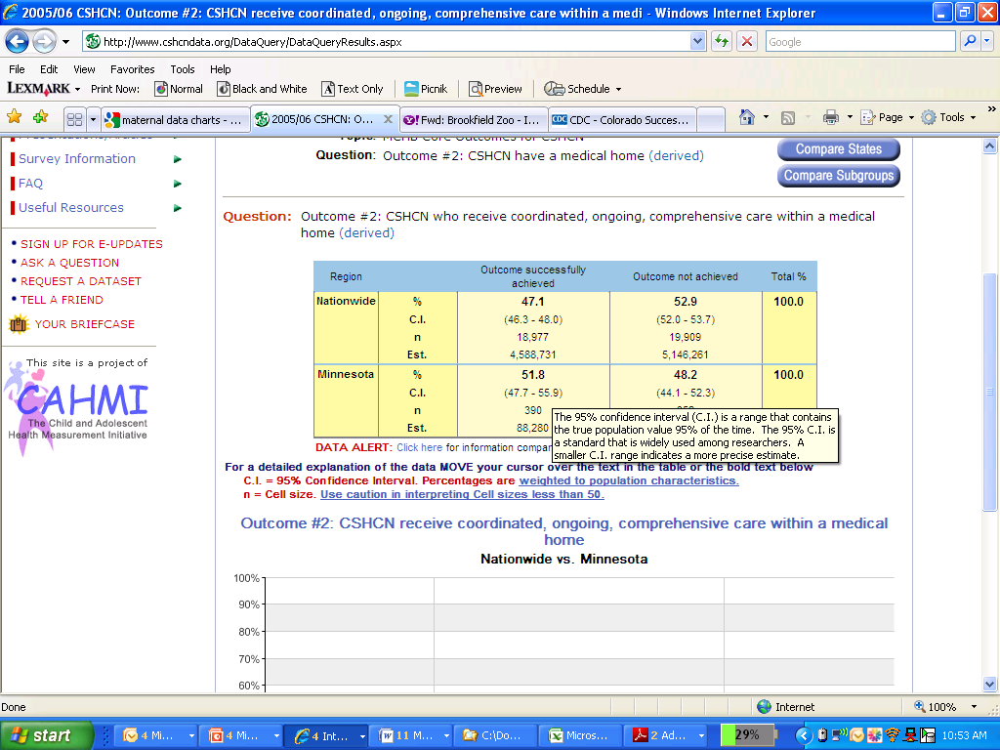 2005/06 CSHCN: Outcome #2: CSHCN receive coordinated, ongoing, comprehensive care within a medi - Windows Internet Explorer
http://www.cshcndata.org/DataQuery/DataQueryResults.aspx
Google
File Edit View Favorites Tools Help
LEXMARK Print Now: Normal Black and White Text Only Picnik Preview Schedule
maternal data charts - ... 2005/06 CSHCN: O... Fwd: Brookfield Zoo - I... CDC - Colorado Succes... Page Tools
Survey Information
FAQ
Useful Resources
SIGN UP FOR E-UPDATES
ASK A QUESTION
REQUEST A DATASET
TELL A FRIEND
YOUR BRIEFCASE
This site is a project of
CAHMI
The Child and Adolescent
Health Measurement Initiative
Topic: MCHB Core Outcomes for CSHCN
Question: Outcome #2: CSHCN have a medical home (derived)
Compare States
Compare Subgroups
Question: Outcome #2: CSHCN who receive coordinated, ongoing, comprehensive care within a medical
home (derived)
Region Outcome successfully achieved Outcome not achieved Total %
Nationwide % 47.1 52.9 100.0
C.I. (46.3 - 48.0) (52.0 - 53.7)
n 18,977 19,909
Est. 4,588,731 5,146,261
Minnesota % 51.8 48.2 100.0
C.I. (47.7 - 55.9) (44.1 - 52.3)
n 390
Est. 88,280
The 95% confidence interval (C.I.) is a range that contains
the true population value 95% of the time. The 95% C.I. is
a standard that is widely used among researchers. A
smaller C.I. range indicates a more precise estimate.
DATA ALERT: Click here for information
For a detailed explanation of the data MOVE your cursor over the text in the table or the bold text below
C.I. = 95% Confidence Interval. Percentages are weighted to population characteristics.
n = Cell size. Use caution in interpreting Cell sizes less than 50.
Outcome #2: CSHCN receive coordinated, ongoing, comprehensive care within a medical
home
Nationwide vs. Minnesota
100%
90%
80%
70%
60%
Done Internet 100%
start 4 Mi... 4 Mi... 4 Int... 11 M... C:\Do... Micros... 2 Ad... 29% 10:53 AM